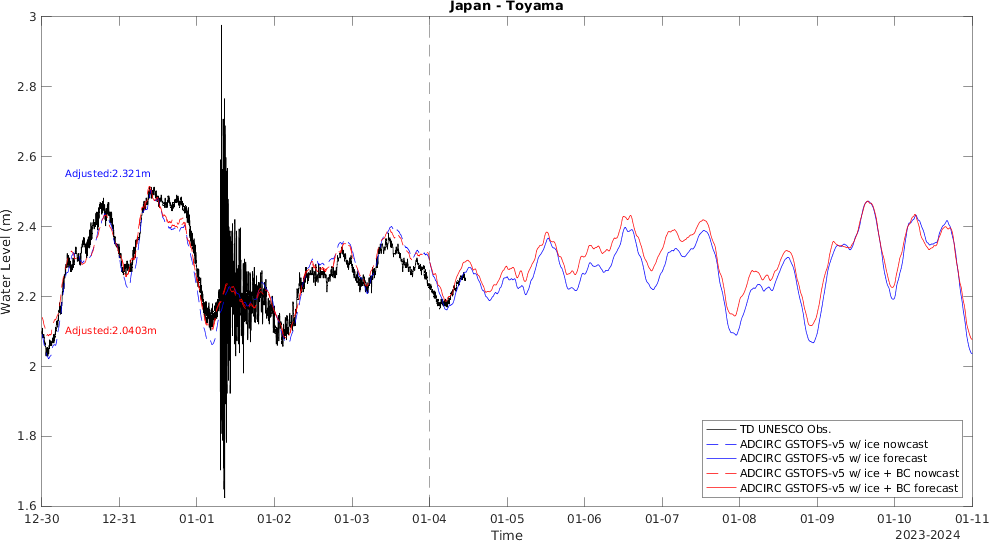 Japan - Toyama
3
2.8
2.6
2.4
2.2
2
1.8
1.6
Water Level (m)
Adjusted:2.321m
Adjusted:2.0403m
TD UNESCO Obs.
ADCIRC GSTOFS-v5 w/ ice nowcast
ADCIRC GSTOFS-v5 w/ ice forecast
ADCIRC GSTOFS-v5 w/ ice + BC nowcast
ADCIRC GSTOFS-v5 w/ ice + BC forecast
12-30 12-31 01-01 01-02 01-03 01-04 01-05 01-06 01-07 01-08 01-09 01-10 01-11
Time
2023-2024